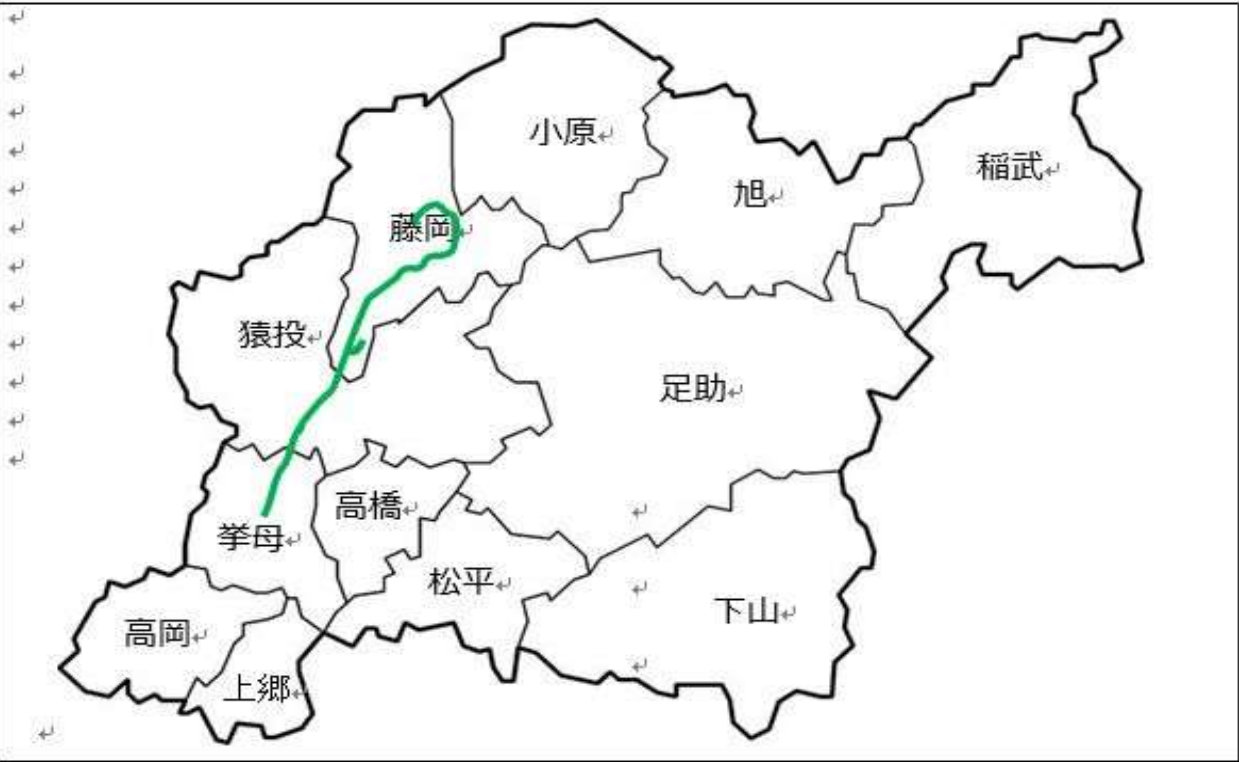 小原
稲武
旭
藤岡
猿投
足助
高橋
挙母
松平
下山
高岡
上郷